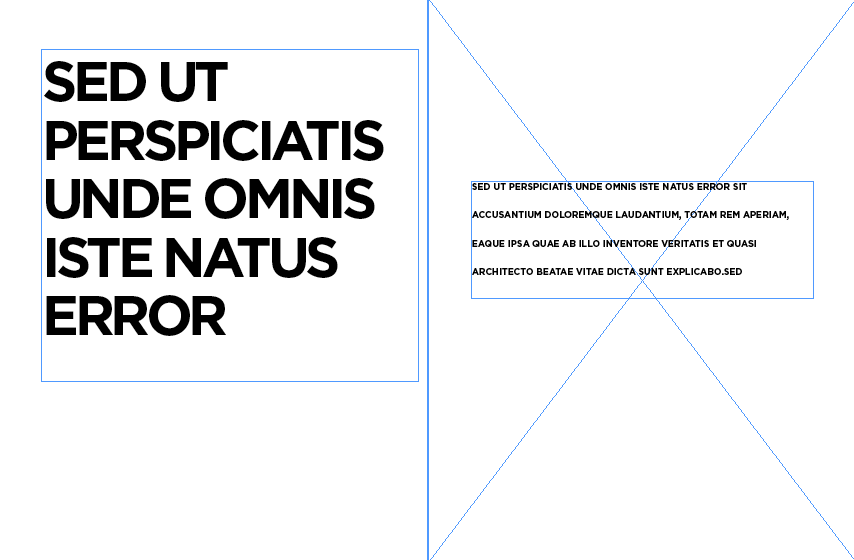 SED UT
PERSPICIATIS
UNDE OMNIS
ISTE NATUS
ERROR
SED UT PERSPICIATIS UNDE OMNIS ISTE NATUS ERROR SIT
ACCUSANTIUM DOLOREMQUE LAUDANTIUM, TOTAM REM APERIAM,
EAQUE IPSA QUAE AB ILLO INVENTORE VERITATIS ET QUASI
ARCHITECTO BEATAE VITAE DICTA SUNT EXPLICABO.SED